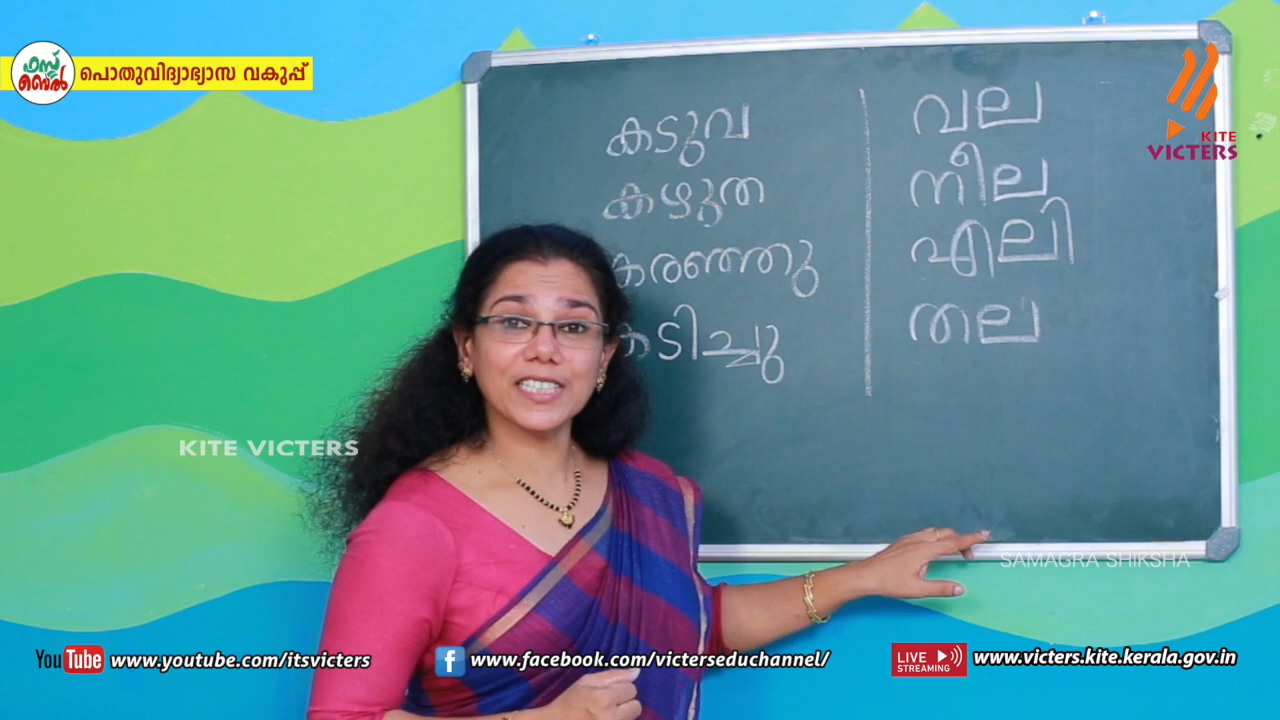 ഫസ്റ്റ്
ബെൽ
പൊതുവിദ്യാഭ്യാസ വകുപ്പ്
KITE
VICTERS
കടുവ
കഴുത
കരഞ്ഞു
കടിച്ചു
വല
നീല
എലി
തല
KITE VICTERS
SAMAGRA SHIKSHA
YouTube www.youtube.com/itsvicters
f www.facebook.com/victerseduchannel/
LIVE
STREAMING
www.victers.kite.kerala.gov.in